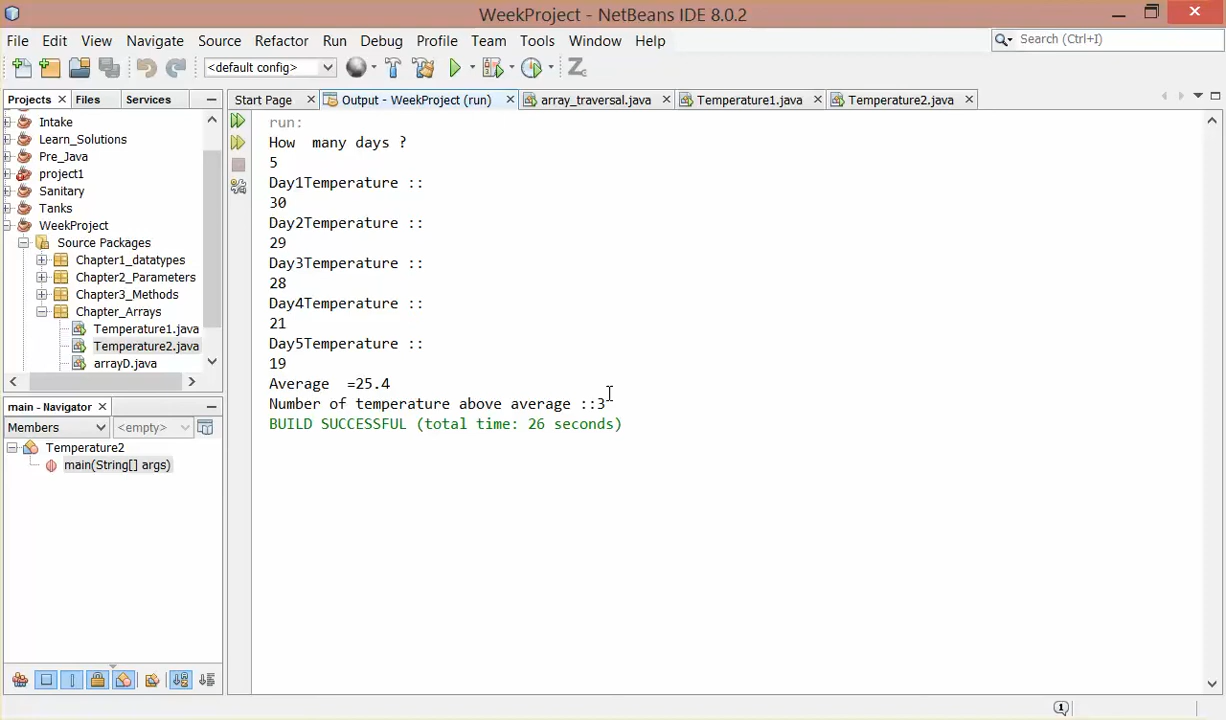 WeekProject - NetBeans IDE 8.0.2
File Edit View Navigate Source Refactor Run Debug Profile Team Tools Window Help
Search (Ctrl+I)
<default config>
Projects Files Services
Start Page Output - WeekProject (run) array_traversal.java Temperature1.java Temperature2.java
Intake
Learn_Solutions
Pre_Java
project1
Sanitary
Tanks
WeekProject
Source Packages
Chapter1_datatypes
Chapter2_Parameters
Chapter3_Methods
Chapter_Arrays
Temperature1.java
Temperature2.java
arrayD.java
main - Navigator
Members <empty>
Temperature2
main(String[] args)
run:
How  many days ?
5
Day1Temperature ::
30
Day2Temperature ::
29
Day3Temperature ::
28
Day4Temperature ::
21
Day5Temperature ::
19
Average  =25.4
Number of temperature above average ::3
BUILD SUCCESSFUL (total time: 26 seconds)
1